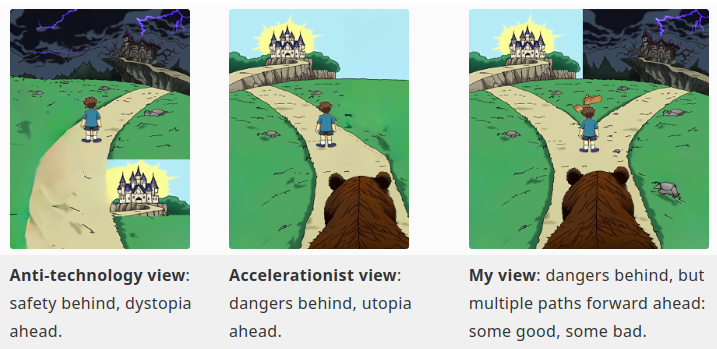 Anti-technology view:
safety behind, dystopia
ahead.
Accelerationist view:
dangers behind, utopia
ahead.
My view: dangers behind, but
multiple paths forward ahead:
some good, some bad.